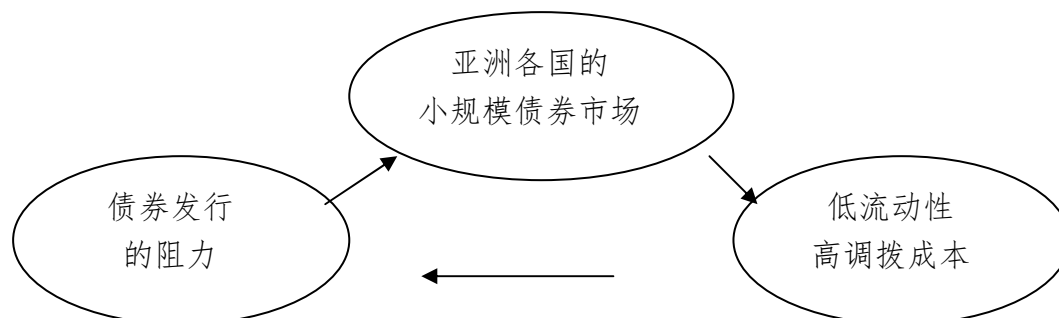 亚洲各国的
小规模债券市场
债券发行
的阻力
低流动性
高调拨成本